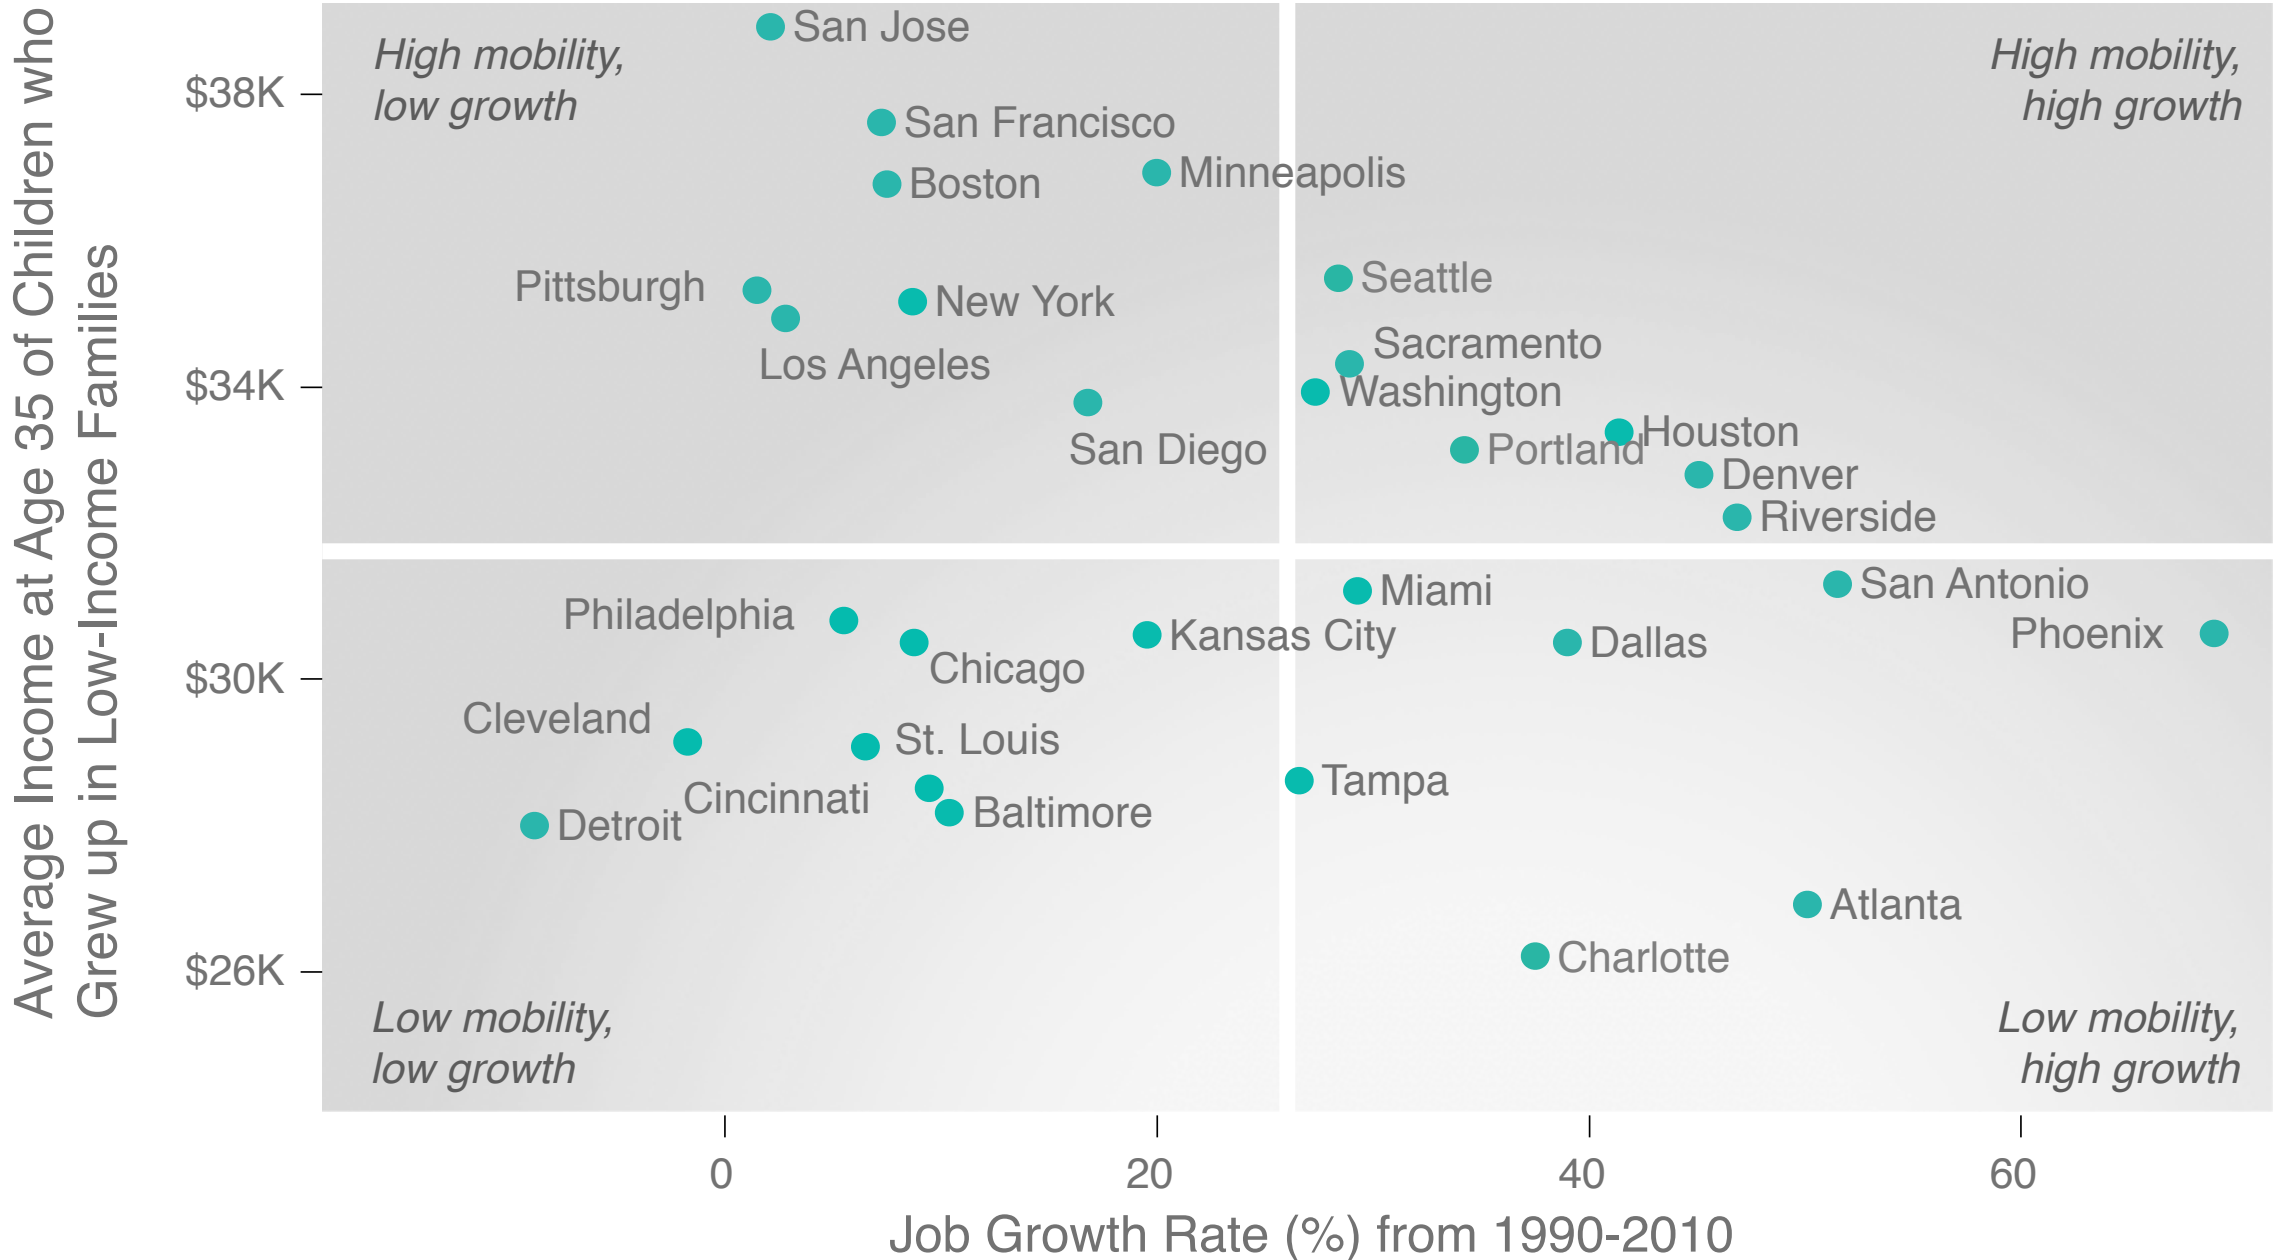 Average Income at Age 35 of Children who
Grew up in Low-Income Families
$38K
$34K
$30K
$26K
High mobility,
low growth
High mobility,
high growth
San Jose
San Francisco
Boston
Minneapolis
Pittsburgh
New York
Los Angeles
San Diego
Seattle
Sacramento
Washington
Houston
Portland
Denver
Riverside
Philadelphia
Chicago
Kansas City
Miami
San Antonio
Dallas
Phoenix
Cleveland
St. Louis
Cincinnati
Baltimore
Detroit
Tampa
Atlanta
Charlotte
Low mobility,
low growth
Low mobility,
high growth
0
20
40
60
Job Growth Rate (%) from 1990-2010